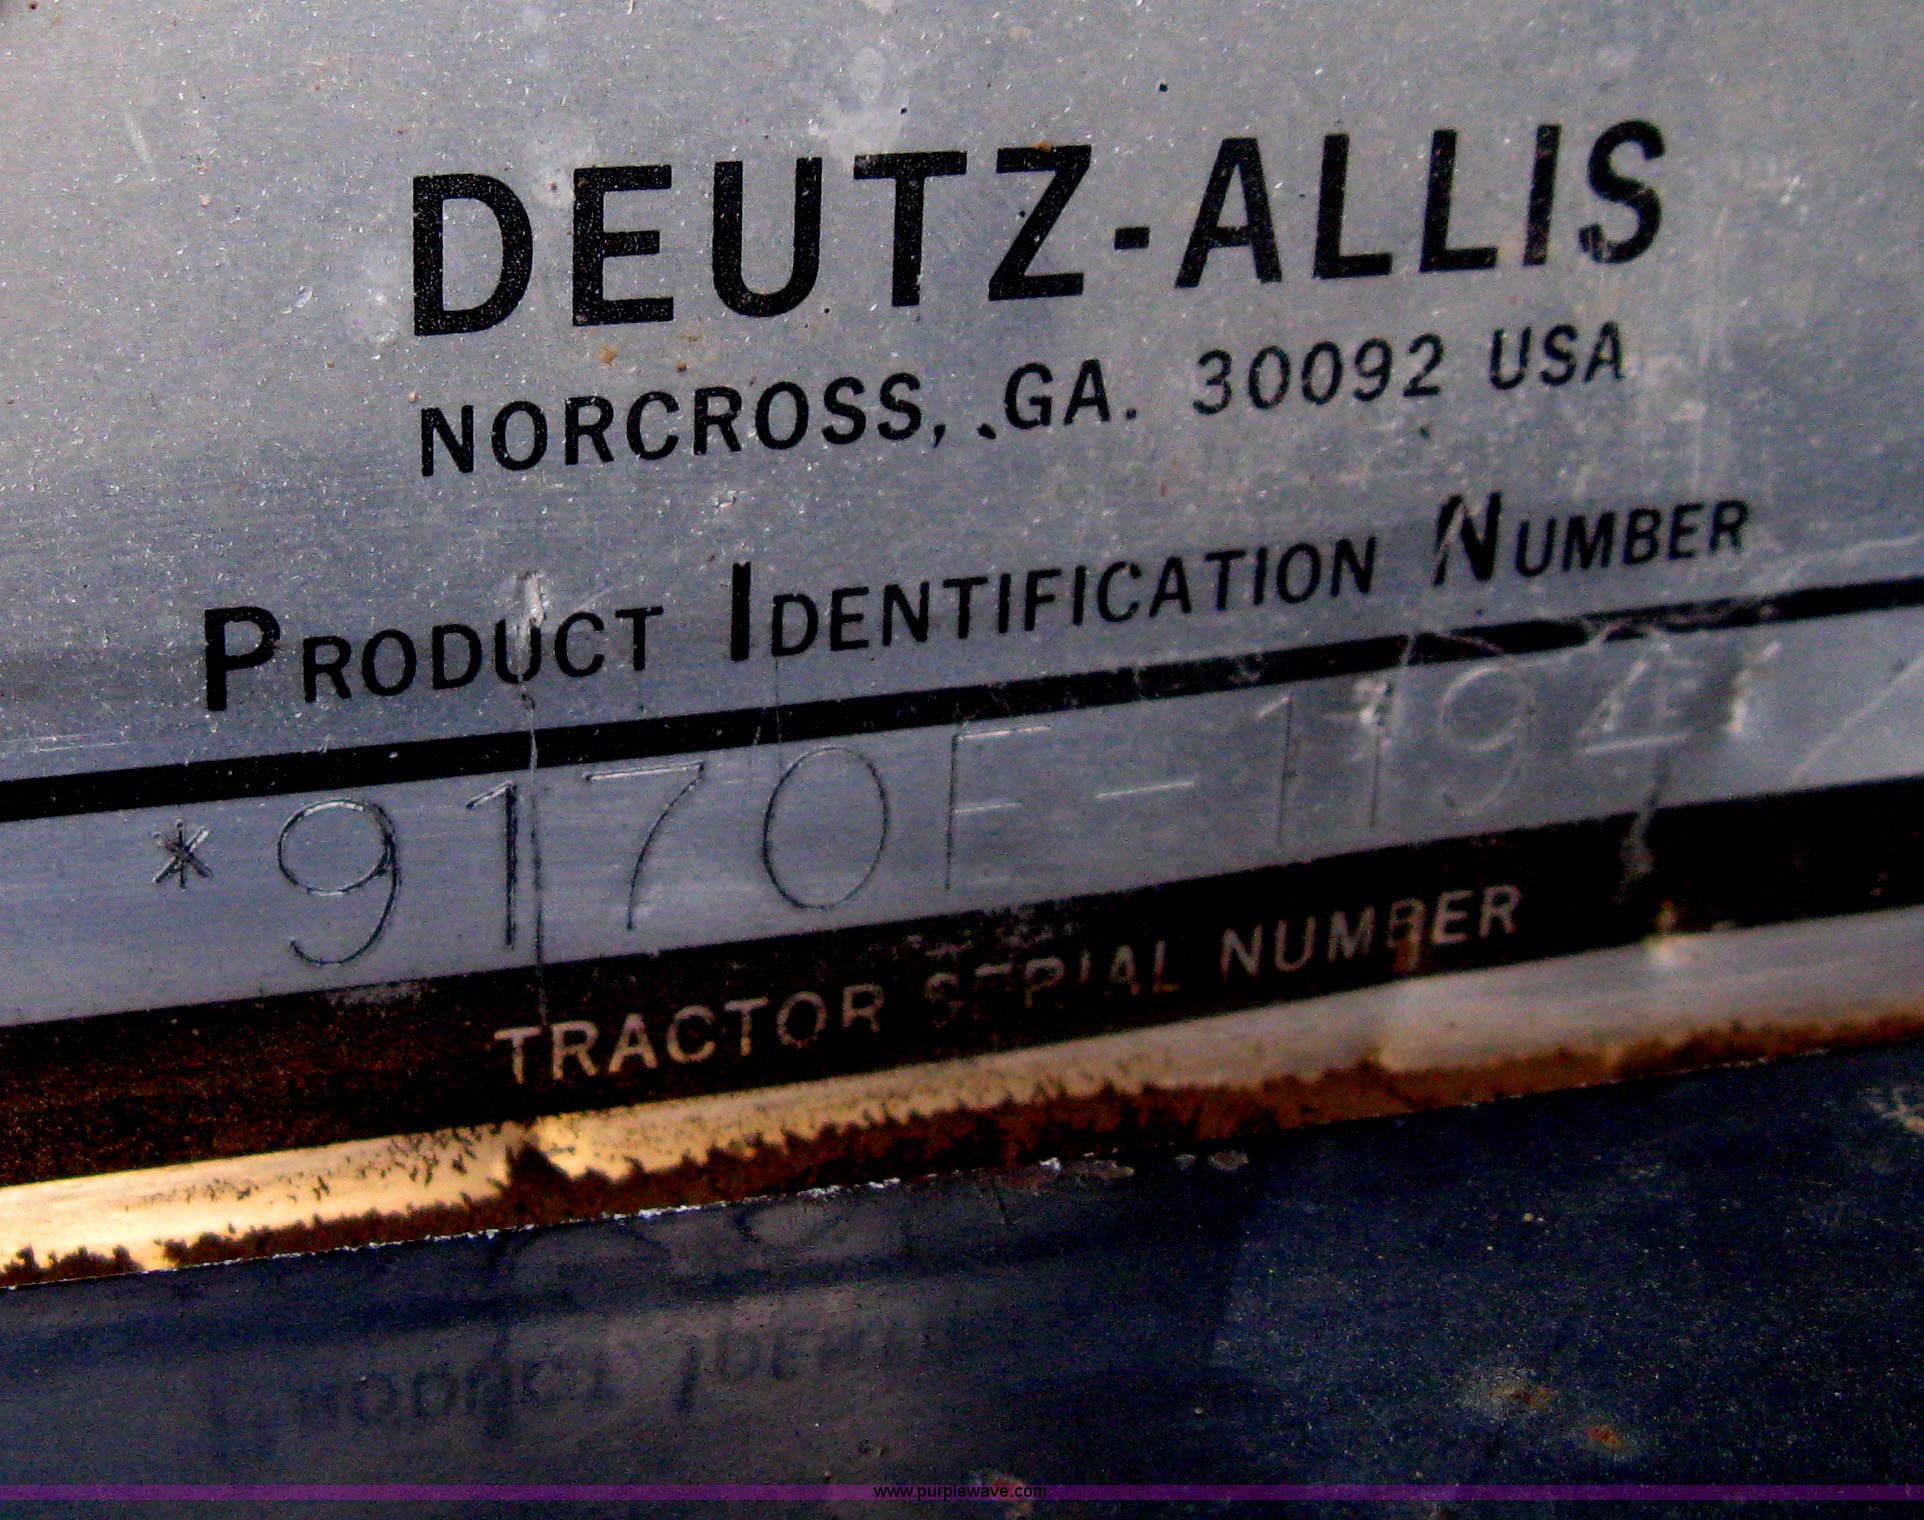 DEUTZ-ALLIS
NORCROSS, GA. 30092 USA
PRODUCT IDENTIFICATION NUMBER
*9170F-1194
TRACTOR SERIAL NUMBER
www.purplewave.com